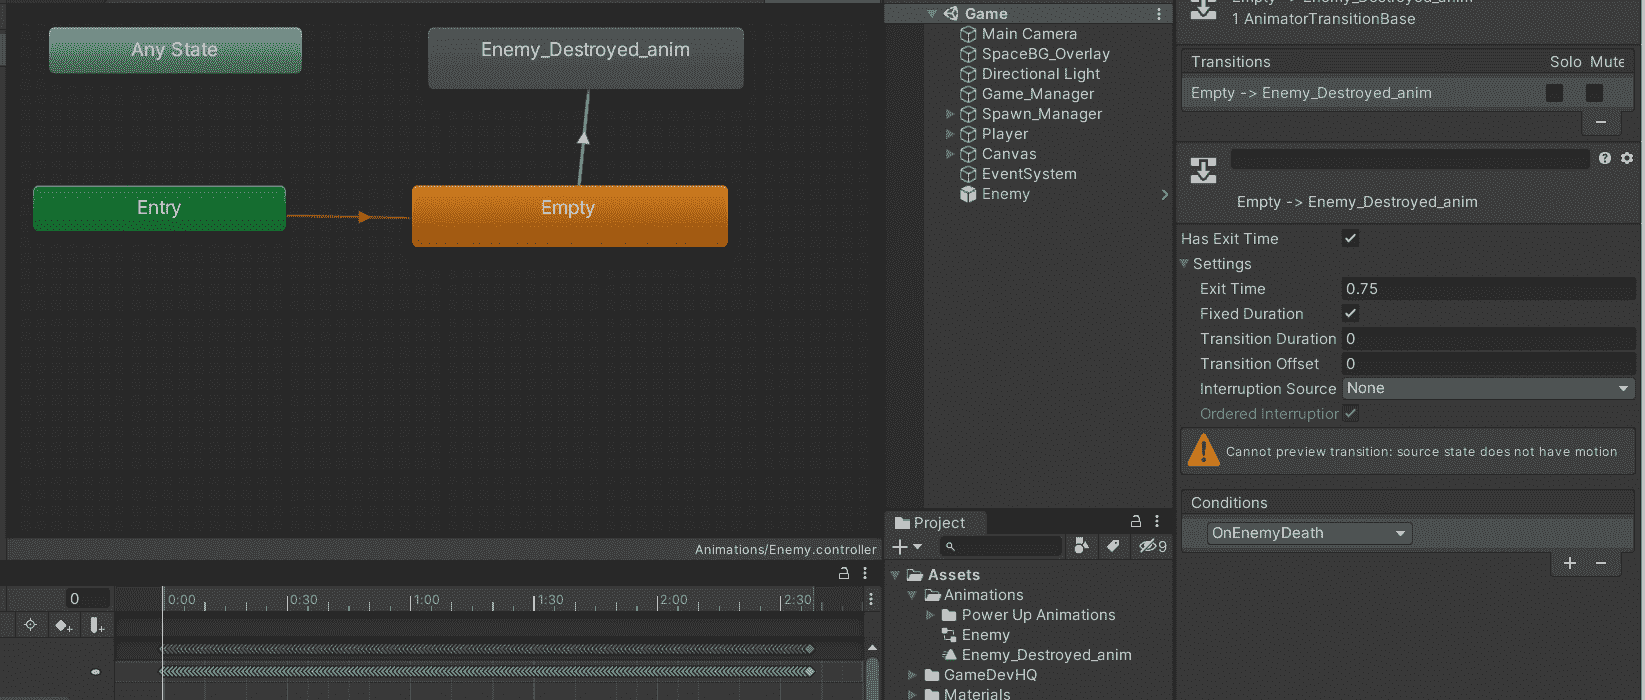 Any State
Enemy_Destroyed_anim
Entry
Empty
Animations/Enemy.controller
0
0:00
0:30
1:00
1:30
2:00
2:30
Game
Main Camera
SpaceBG_Overlay
Directional Light
Game_Manager
Spawn_Manager
Player
Canvas
EventSystem
Enemy
Project
9
Assets
Animations
Power Up Animations
Enemy
Enemy_Destroyed_anim
GameDevHQ
Materials
Empty -> Enemy_Destroyed_anim
1 AnimatorTransitionBase
Transitions Solo Mute
Empty -> Enemy_Destroyed_anim
Empty -> Enemy_Destroyed_anim
Has Exit Time
Settings
Exit Time 0.75
Fixed Duration
Transition Duration 0
Transition Offset 0
Interruption Source None
Ordered Interruptior
Cannot preview transition: source state does not have motion
Conditions
OnEnemyDeath